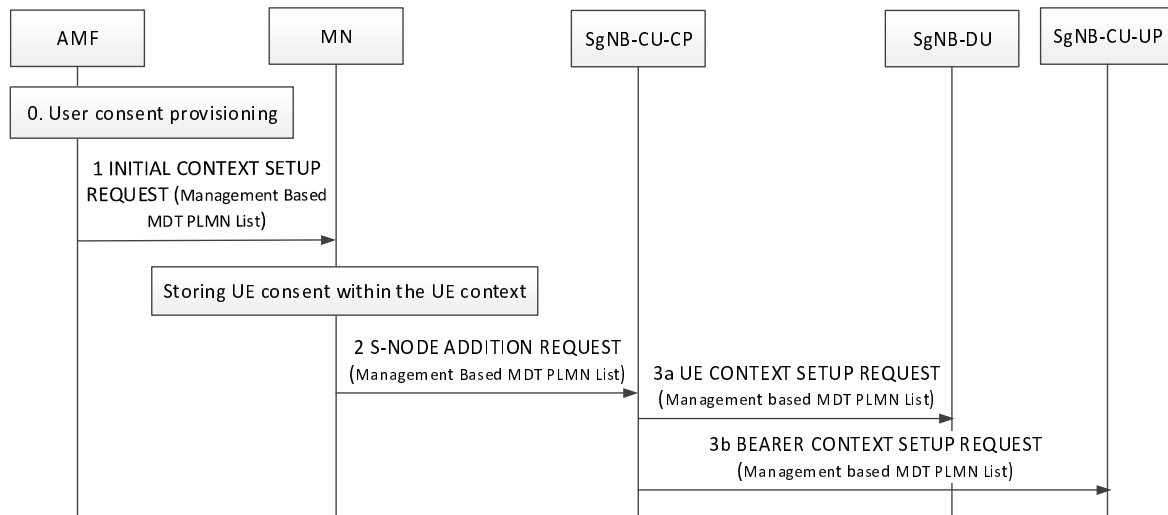 AMF
MN
SgNB-CU-CP
SgNB-DU
SgNB-CU-UP
0. User consent provisioning
1 INITIAL CONTEXT SETUP
REQUEST (Management Based
MDT PLMN List)
Storing UE consent within the UE context
2 S-NODE ADDITION REQUEST
(Management Based MDT PLMN List)
3a UE CONTEXT SETUP REQUEST
(Management based MDT PLMN List)
3b BEARER CONTEXT SETUP REQUEST
(Management based MDT PLMN List)